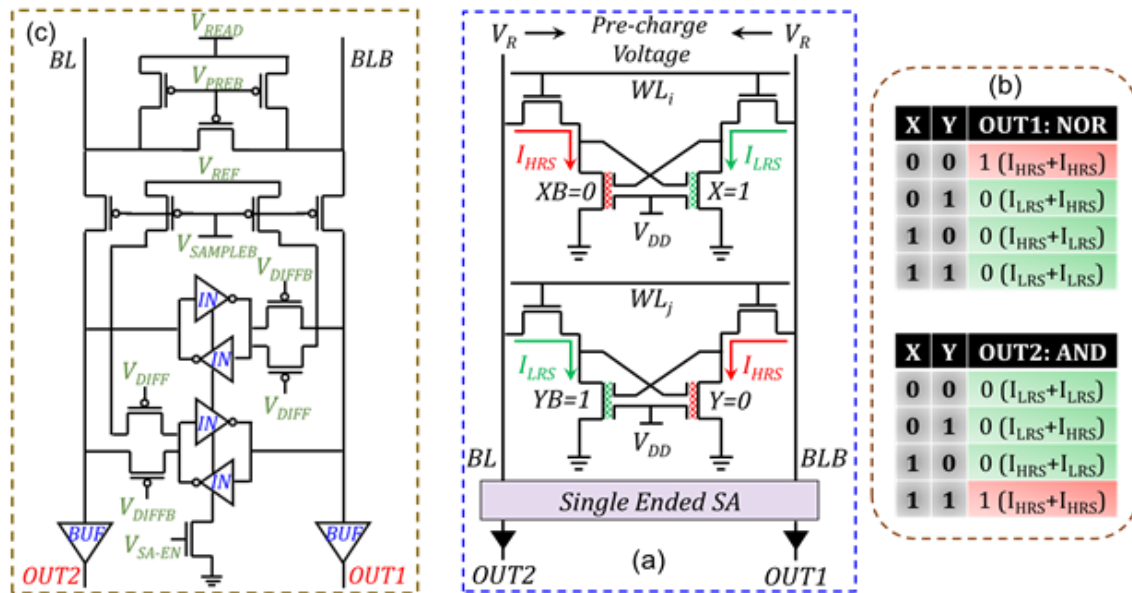 (c)
V_READ
BL
BLB
V_PREB
V_REF
V_SAMPLEB
V_DIFFB
IN
IN
V_DIFF
V_DIFF
IN
IN
V_DIFFB
V_SA-EN
BUF
BUF
OUT2
OUT1
V_R → Pre-charge ← V_R
Voltage
WL_i
I_HRS
I_LRS
XB=0
X=1
V_DD
WL_j
I_LRS
I_HRS
YB=1
Y=0
V_DD
BL
BLB
Single Ended SA
OUT2
(a)
OUT1
(b)
X Y OUT1: NOR
0 0 1 (I_HRS+I_HRS)
0 1 0 (I_LRS+I_HRS)
1 0 0 (I_HRS+I_LRS)
1 1 0 (I_LRS+I_LRS)
X Y OUT2: AND
0 0 0 (I_LRS+I_LRS)
0 1 0 (I_LRS+I_HRS)
1 0 0 (I_HRS+I_LRS)
1 1 1 (I_HRS+I_HRS)